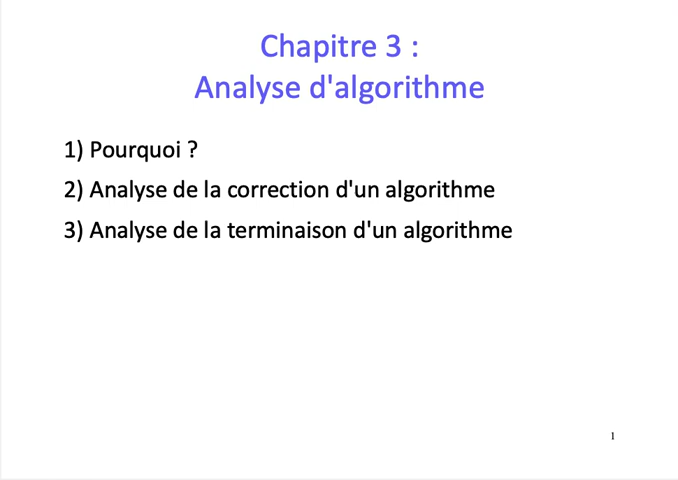 Chapitre 3 :
Analyse d'algorithme
1) Pourquoi ?
2) Analyse de la correction d'un algorithme
3) Analyse de la terminaison d'un algorithme
1